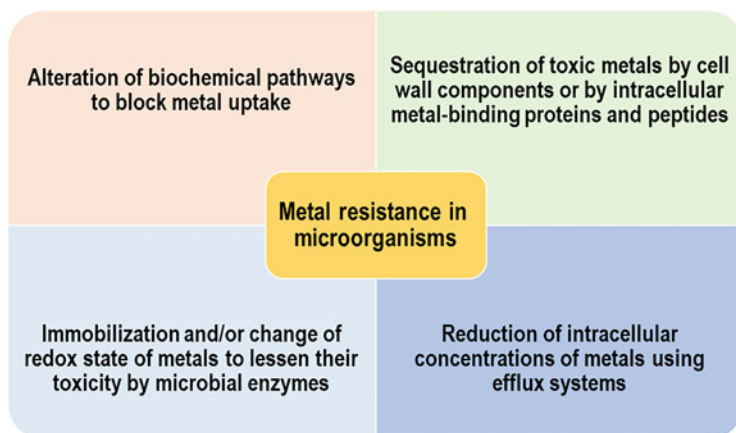 Alteration of biochemical pathways
to block metal uptake
Sequestration of toxic metals by cell
wall components or by intracellular
metal-binding proteins and peptides
Metal resistance in
microorganisms
Immobilization and/or change of
redox state of metals to lessen their
toxicity by microbial enzymes
Reduction of intracellular
concentrations of metals using
efflux systems